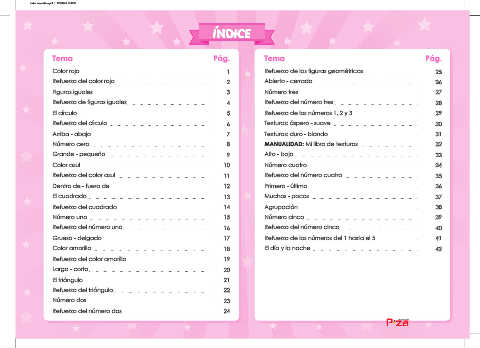 ÍNDICE
Tema Pág.
Color rojo 1
Refuerzo del color rojo 2
Figuras iguales 3
Refuerzo de figuras iguales 4
El círculo 5
Refuerzo del círculo 6
Arriba - abajo 7
Número cero 8
Grande - pequeño 9
Color azul 10
Refuerzo del color azul 11
Dentro de - fuera de 12
El cuadrado 13
Refuerzo del cuadrado 14
Número uno 15
Refuerzo del número uno 16
Grueso - delgado 17
Color amarillo 18
Refuerzo del color amarillo 19
Largo - corto 20
El triángulo 21
Refuerzo del triángulo 22
Número dos 23
Refuerzo del número dos 24
Tema Pág.
Refuerzo de las figuras geométricas 25
Abierto - cerrado 26
Número tres 27
Refuerzo del número tres 28
Refuerzo de los números 1, 2 y 3 29
Texturas: áspero - suave 30
Texturas: duro - blando 31
MANUALIDAD: Mi libro de texturas 32
Alto - bajo 33
Número cuatro 34
Refuerzo del número cuatro 35
Primero - último 36
Muchos - pocos 37
Agrupación 38
Número cinco 39
Refuerzo del número cinco 40
Refuerzo de los números del 1 hasta el 5 41
El día y la noche 42